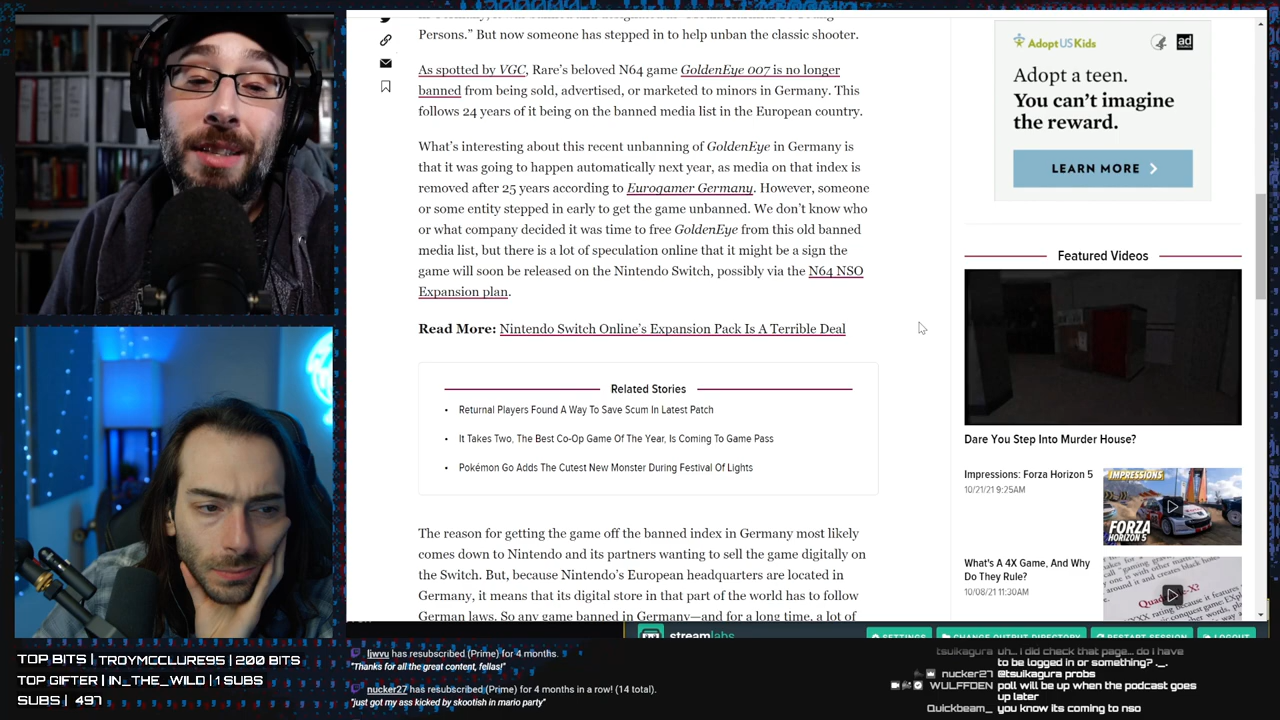 in Germany, it was banned and designated as
Persons.” But now someone has stepped in to help unban the classic shooter.
As spotted by VGC, Rare’s beloved N64 game GoldenEye 007 is no longer
banned from being sold, advertised, or marketed to minors in Germany. This
follows 24 years of it being on the banned media list in the European country.
What’s interesting about this recent unbanning of GoldenEye in Germany is
that it was going to happen automatically next year, as media on that index is
removed after 25 years according to Eurogamer Germany. However, someone
or some entity stepped in early to get the game unbanned. We don’t know who
or what company decided it was time to free GoldenEye from this old banned
media list, but there is a lot of speculation online that it might be a sign the
game will soon be released on the Nintendo Switch, possibly via the N64 NSO
Expansion plan.
Read More: Nintendo Switch Online’s Expansion Pack Is A Terrible Deal
Related Stories
• Returnal Players Found A Way To Save Scum In Latest Patch
• It Takes Two, The Best Co-Op Game Of The Year, Is Coming To Game Pass
• Pokémon Go Adds The Cutest New Monster During Festival Of Lights
The reason for getting the game off the banned index in Germany most likely
comes down to Nintendo and its partners wanting to sell the game digitally on
the Switch. But, because Nintendo’s European headquarters are located in
Germany, it means that its digital store in that part of the world has to follow
German laws. So any game banned in Germany—and for a long time, a lot of
AdoptUSKids
ad
Adopt a teen.
You can’t imagine
the reward.
LEARN MORE
Featured Videos
Dare You Step Into Murder House?
Impressions: Forza Horizon 5
10/21/21 9:25AM
IMPRESSIONS
FORZA
HORIZON 5
What's A 4X Game, And Why
Do They Rule?
10/08/21 11:30AM
streamlabs
SETTINGS
CHANGE OUTPUT DIRECTORY
RESTART SESSION
LOGOUT
TOP BITS | TROYMCCLURE95 | 200 BITS
TOP GIFTER | IN_THE_WILD | 1 SUBS
SUBS | 497
ljwvu has resubscribed (Prime) for 4 months.
"Thanks for all the great content, fellas!"
nucker27 has resubscribed (Prime) for 4 months in a row! (14 total).
"just got my ass kicked by skootish in mario party"
tsuikagura uh... I did check that page... do i have
to be logged in or something? ._.
nucker27 @tsuikagura probs
WULFFDEN poll will be up when the podcast goes
up later
Quickbeam_ you know its coming to nso